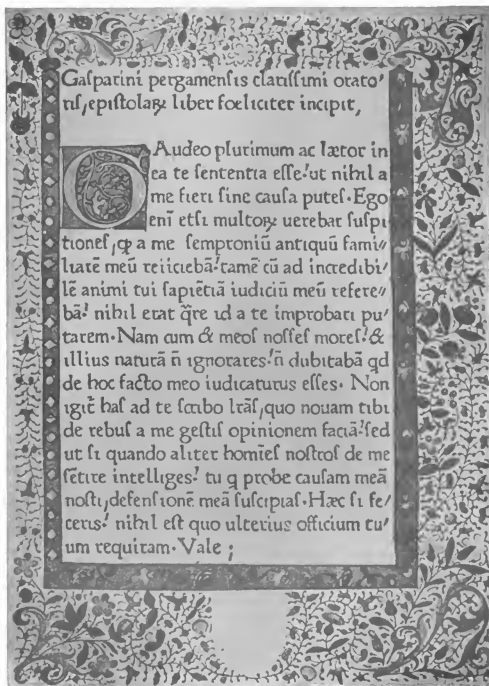 Gasparini pergamensis clarissimi orato/
ris, epistolaꝝ liber foeliciter incipit,
GAudeo plurimum ac lætor in
ea te sententia esse! ut nihil a
me fieri sine causa putes. Ego
eni etsi multoꝝ uerebar suspi
tiones, ꝙ a me semproniū antiquū fami//
liarē meū reiiciebā! tamē cū ad incredibi/
lē animi tui sapiētiā iudiciū meū refere//
bā! nihil erat q̄re id a te improbari pu/
tarem. Nam cum & meos nosses mores! &
illius naturā n̄ ignorares! n̄ dubitabā qd
de hoc facto meo iudicaturus esses. Non
igit̄ has ad te scribo lr̄as, quo nouam tibi
de rebus a me gestis opinionem faciā! sed
ut si quando aliter homīes nostros de me
sētire intelliges! tu q probe causam meā
nosti, defensionē meā suscipias. Hæc si fe/
cerus! nihil est quo ulterius officium tu/
um requiram. Vale ;